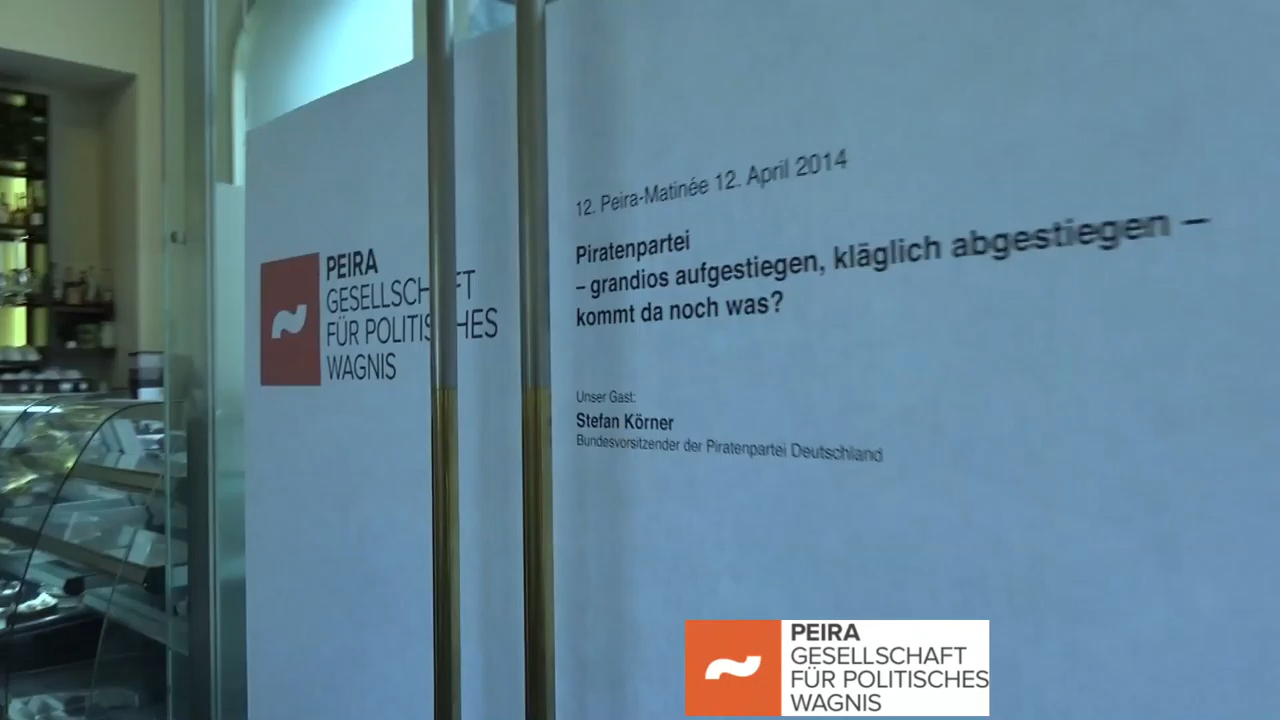 PEIRA
GESELLSCHAFT
FÜR POLITISCHES
WAGNIS
12. Peira-Matinée 12. April 2014
Piratenpartei
– grandios aufgestiegen, kläglich abgestiegen –
kommt da noch was?
Unser Gast:
Stefan Körner
Bundesvorsitzender der Piratenpartei Deutschland
PEIRA
GESELLSCHAFT
FÜR POLITISCHES
WAGNIS